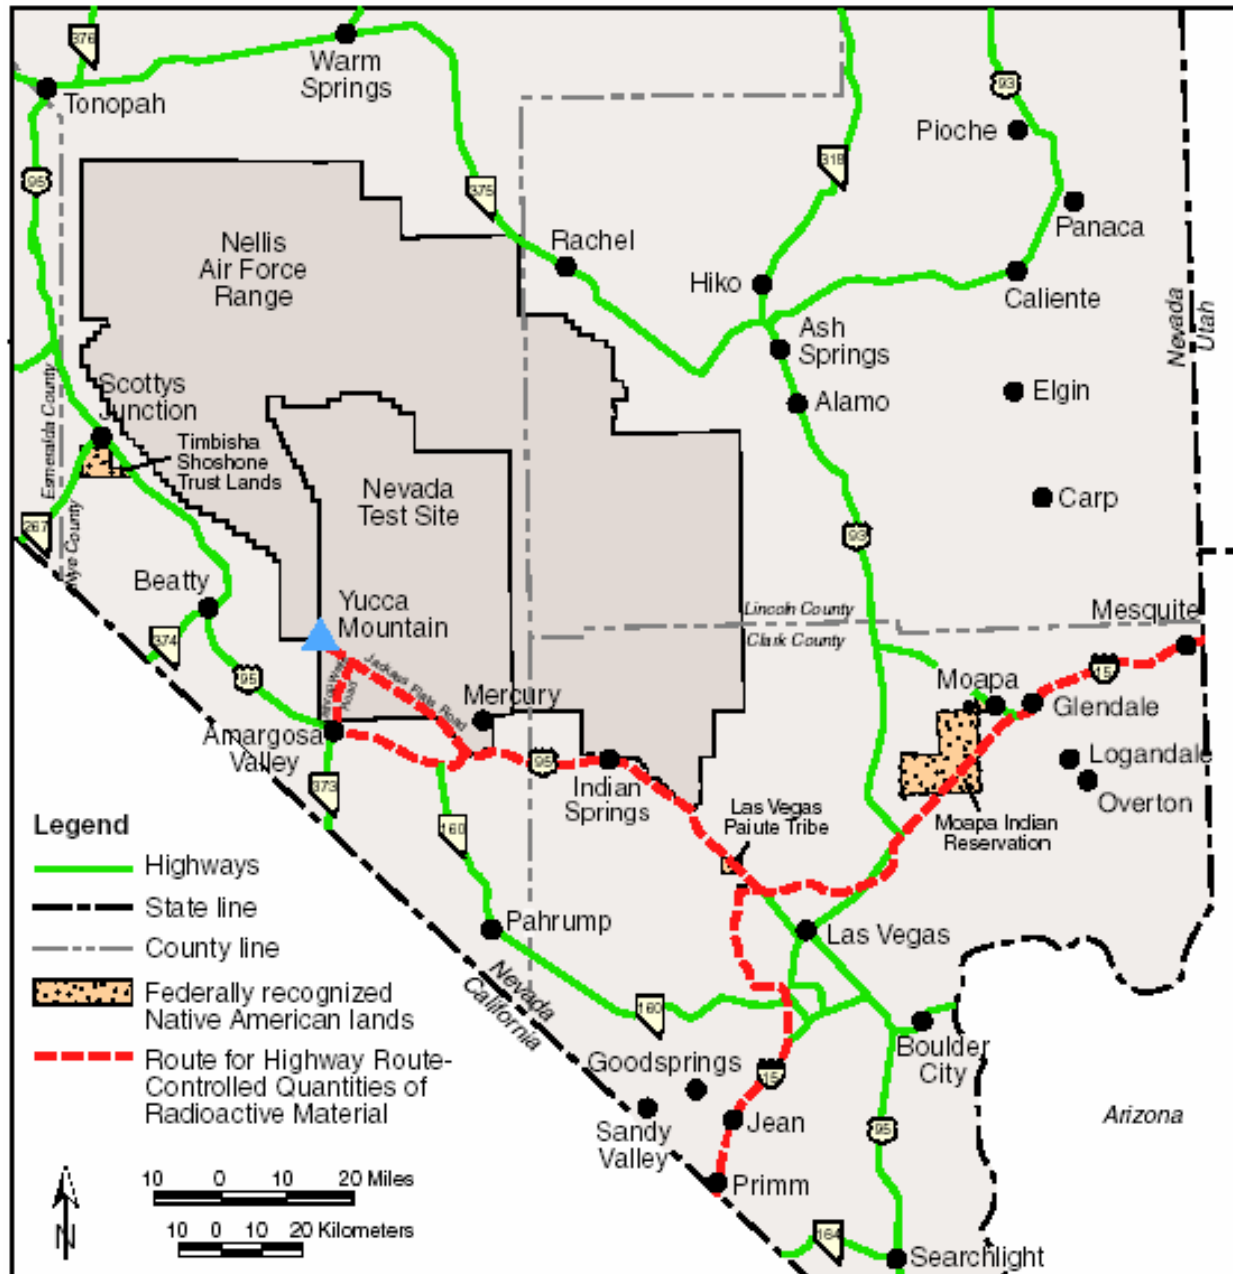 376
Warm
Springs
Tonopah
93
Pioche
318
95
375
Panaca
Nellis
Air Force
Range
Rachel
Hiko
Caliente
Nevada
Utah
Ash
Springs
Scottys
Junction
Esmeralda County
Nye County
Alamo
Elgin
Timbisha
Shoshone
Trust Lands
Nevada
Test Site
Carp
267
93
Beatty
Yucca
Mountain
Lincoln County
Clark County
Mesquite
374
95
Jackass Flats Road
Road
Mercury
Moapa
15
Glendale
Amargosa
Valley
95
Indian
Springs
Logandale
Overton
373
160
Las Vegas
Paiute Tribe
Moapa Indian
Reservation
Legend
Highways
State line
County line
Federally recognized
Native American lands
Route for Highway Route-
Controlled Quantities of
Radioactive Material
Pahrump
Las Vegas
Nevada
California
160
Boulder
City
Goodsprings
15
Arizona
Sandy
Valley
Jean
95
Primm
10 0 10 20 Miles
10 0 10 20 Kilometers
N
164
Searchlight